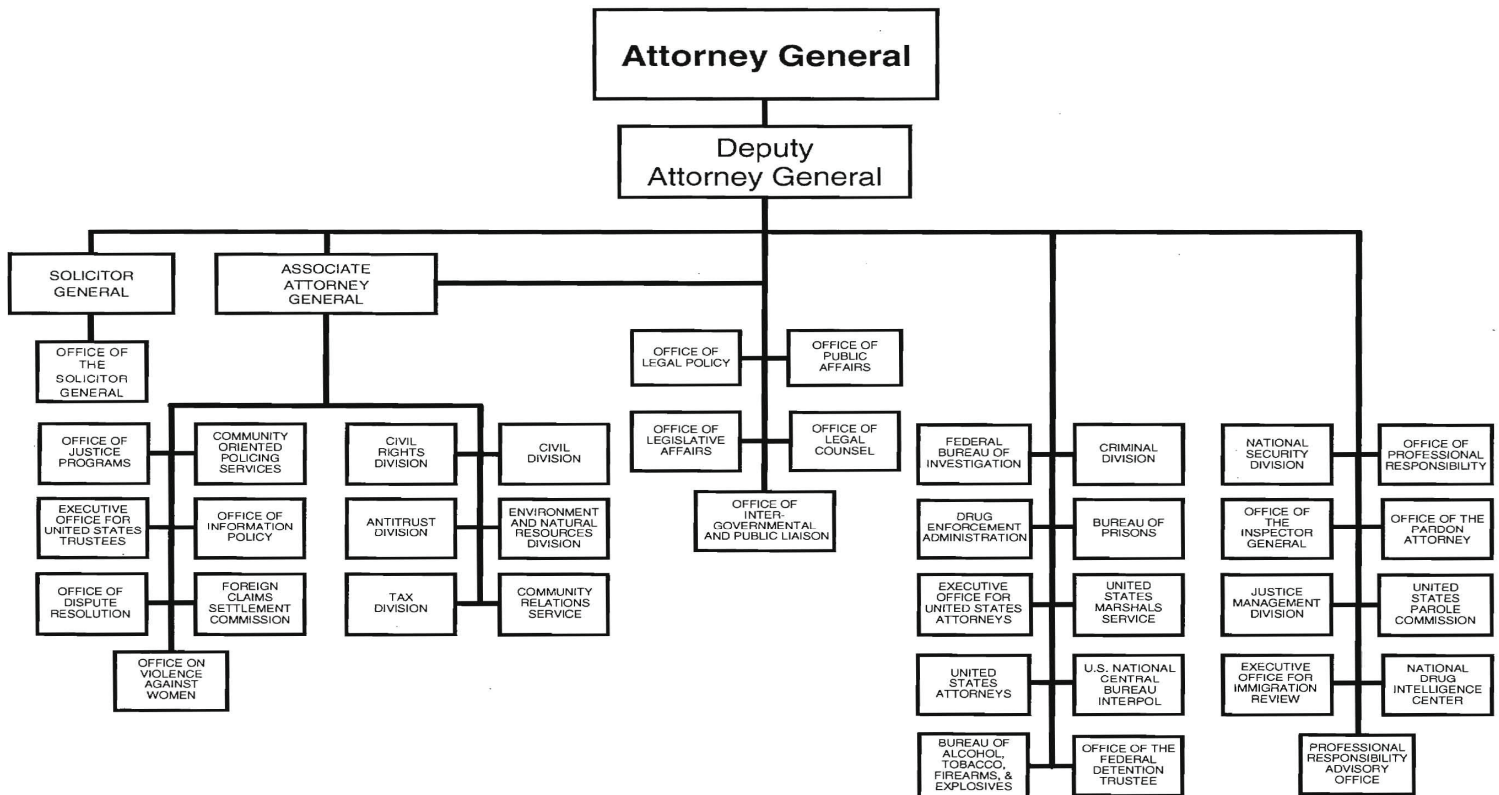 Attorney General
Deputy
Attorney General
SOLICITOR
GENERAL
ASSOCIATE
ATTORNEY
GENERAL
OFFICE OF
THE
SOLICITOR
GENERAL
OFFICE OF
JUSTICE
PROGRAMS
COMMUNITY
ORIENTED
POLICING
SERVICES
EXECUTIVE
OFFICE FOR
UNITED STATES
TRUSTEES
OFFICE OF
INFORMATION
POLICY
OFFICE OF
DISPUTE
RESOLUTION
FOREIGN
CLAIMS
SETTLEMENT
COMMISSION
OFFICE ON
VIOLENCE
AGAINST
WOMEN
CIVIL
RIGHTS
DIVISION
CIVIL
DIVISION
ANTITRUST
DIVISION
ENVIRONMENT
AND NATURAL
RESOURCES
DIVISION
TAX
DIVISION
COMMUNITY
RELATIONS
SERVICE
OFFICE OF
LEGAL POLICY
OFFICE OF
PUBLIC
AFFAIRS
OFFICE OF
LEGISLATIVE
AFFAIRS
OFFICE OF
LEGAL
COUNSEL
OFFICE OF
INTER-
GOVERNMENTAL
AND PUBLIC LIAISON
FEDERAL
BUREAU OF
INVESTIGATION
CRIMINAL
DIVISION
DRUG
ENFORCEMENT
ADMINISTRATION
BUREAU OF
PRISONS
EXECUTIVE
OFFICE FOR
UNITED STATES
ATTORNEYS
UNITED
STATES
MARSHALS
SERVICE
UNITED
STATES
ATTORNEYS
U.S. NATIONAL
CENTRAL
BUREAU
INTERPOL
BUREAU OF
ALCOHOL,
TOBACCO,
FIREARMS, &
EXPLOSIVES
OFFICE OF THE
FEDERAL
DETENTION
TRUSTEE
NATIONAL
SECURITY
DIVISION
OFFICE OF
PROFESSIONAL
RESPONSIBILITY
OFFICE OF
THE
INSPECTOR
GENERAL
OFFICE OF THE
PARDON
ATTORNEY
JUSTICE
MANAGEMENT
DIVISION
UNITED
STATES
PAROLE
COMMISSION
EXECUTIVE
OFFICE FOR
IMMIGRATION
REVIEW
NATIONAL
DRUG
INTELLIGENCE
CENTER
PROFESSIONAL
RESPONSIBILITY
ADVISORY
OFFICE